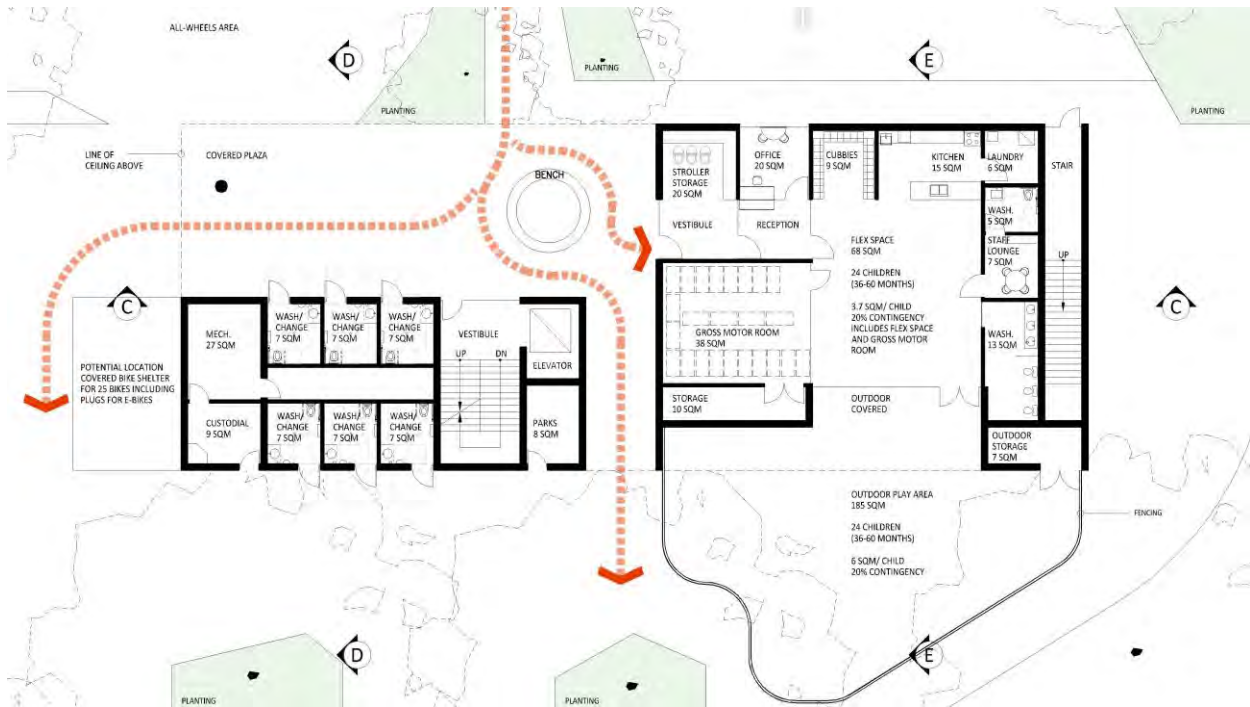 ALL-WHEELS AREA
D
E
PLANTING
PLANTING
PLANTING
LINE OF
CEILING ABOVE
COVERED PLAZA
BENCH
STROLLER
STORAGE
20 SQM
OFFICE
20 SQM
CUBBIES
9 SQM
KITCHEN
15 SQM
LAUNDRY
6 SQM
STAIR
WASH.
5 SQM
VESTIBULE
RECEPTION
FLEX SPACE
68 SQM
24 CHILDREN
(36-60 MONTHS)
3.7 SQM/ CHILD
20% CONTINGENCY
INCLUDES FLEX SPACE
AND GROSS MOTOR
ROOM
STAFF
LOUNGE
7 SQM
UP
C
C
MECH.
27 SQM
WASH/
CHANGE
7 SQM
WASH/
CHANGE
7 SQM
WASH/
CHANGE
7 SQM
VESTIBULE
UP
DN
ELEVATOR
GROSS MOTOR ROOM
38 SQM
WASH.
13 SQM
POTENTIAL LOCATION
COVERED BIKE SHELTER
FOR 25 BIKES INCLUDING
PLUGS FOR E-BIKES
CUSTODIAL
9 SQM
WASH/
CHANGE
7 SQM
WASH/
CHANGE
7 SQM
WASH/
CHANGE
7 SQM
PARKS
8 SQM
STORAGE
10 SQM
OUTDOOR
COVERED
OUTDOOR
STORAGE
7 SQM
OUTDOOR PLAY AREA
185 SQM
24 CHILDREN
(36-60 MONTHS)
6 SQM/ CHILD
20% CONTINGENCY
FENCING
D
E
PLANTING
PLANTING